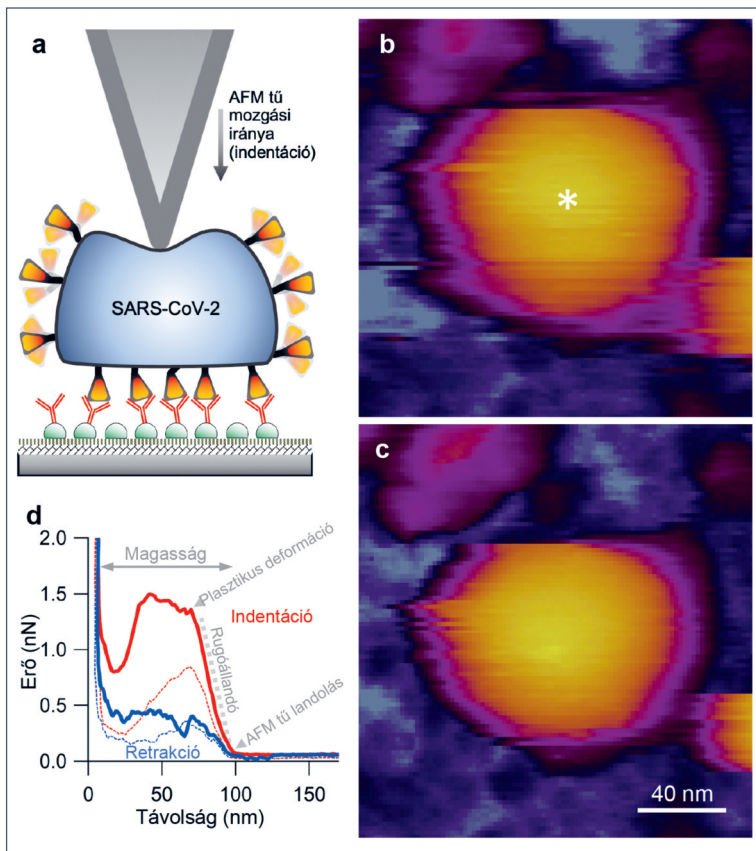 a
AFM tű
mozgási
iránya
(indentáció)
SARS-CoV-2
b
*
c
40 nm
d
2.0
1.5
1.0
0.5
0.0
Erő (nN)
Magasság
Plasztikus deformáció
Indentáció
Rugóállandó
AFM tű landolás
Retrakció
0
50
100
150
Távolság (nm)